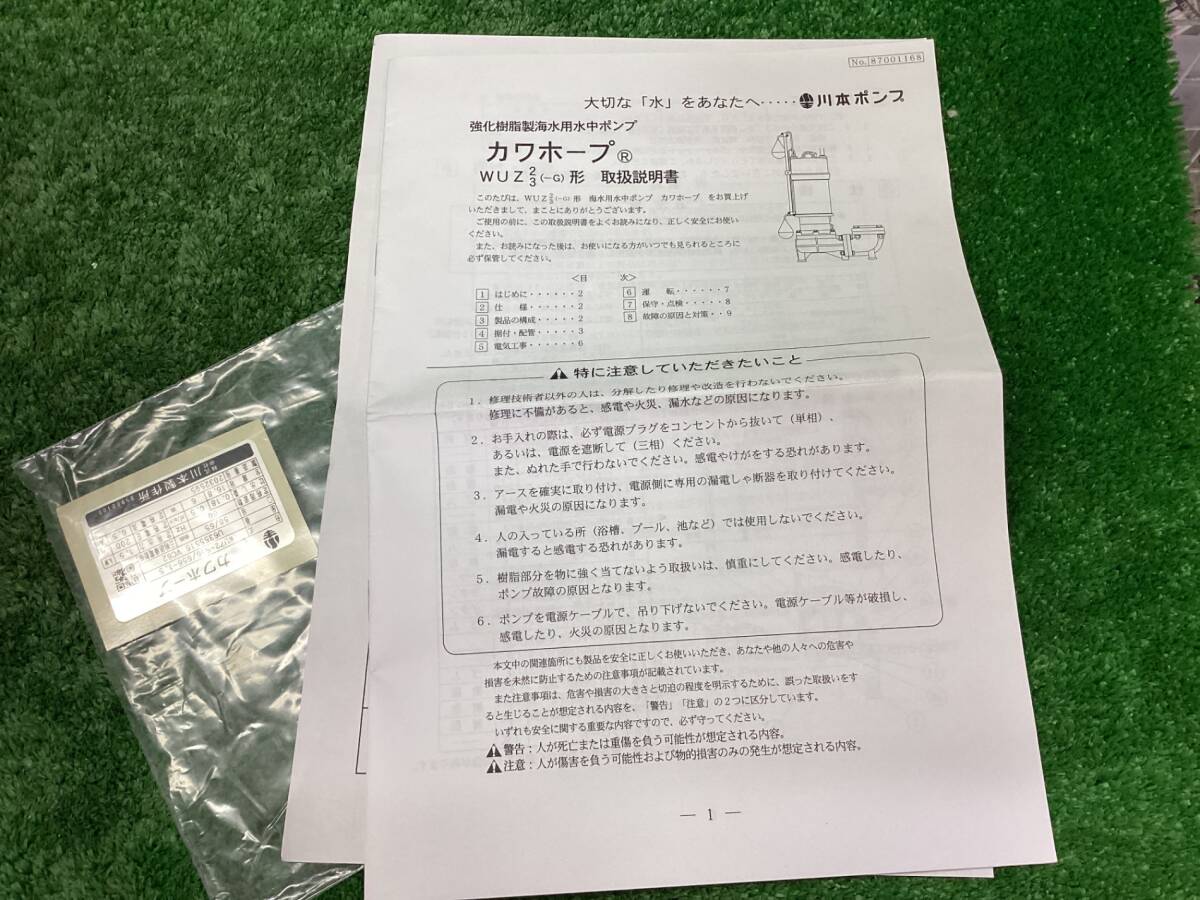 No. 87001168
大切な「水」をあなたへ・・・・・川本ポンプ
強化樹脂製海水用水中ポンプ
カワホープ®
WUZ2/3(-G)形 取扱説明書
このたびは、WUZ2/3(-G)形 海水用水中ポンプ カワホープ をお買上げ
いただきまして、まことにありがとうございます。
ご使用の前に、この取扱説明書をよくお読みになり、正しく安全にお使い
ください。
また、お読みになった後は、お使いになる方がいつでも見られるところに
必ず保管してください。
<目 次>
1 はじめに・・・・・・2
2 仕 様・・・・・・2
3 製品の構成・・・・・2
4 据付・配管・・・・・3
5 電気工事・・・・・・6
6 運 転・・・・・・7
7 保守・点検・・・・・8
8 故障の原因と対策・・9
特に注意していただきたいこと
1. 修理技術者以外の人は、分解したり修理や改造を行わないでください。
修理に不備があると、感電や火災、漏水などの原因になります。
2. お手入れの際は、必ず電源プラグをコンセントから抜いて(単相)、
あるいは、電源を遮断して(三相)ください。
また、ぬれた手で行わないでください。感電やけがをする恐れがあります。
3. アースを確実に取り付け、電源側に専用の漏電しゃ断器を取り付けてください。
漏電や火災の原因になります。
4. 人の入っている所(浴槽、プール、池など)では使用しないでください。
漏電すると感電する恐れがあります。
5. 樹脂部分を物に強く当てないよう取扱いは、慎重にしてください。感電したり、
ポンプ故障の原因となります。
6. ポンプを電源ケーブルで、吊り下げないでください。電源ケーブル等が破損し、
感電したり、火災の原因となります。
本文中の関連箇所にも製品を安全に正しくお使いいただき、あなたや他の人々への危害や
損害を未然に防止するための注意事項が記載されています。
また注意事項は、危害や損害の大きさと切迫の程度を明示するために、誤った取扱いをす
ると生じることが想定される内容を、「警告」「注意」の2つに区分しています。
いずれも安全に関する重要な内容ですので、必ず守ってください。
警告:人が死亡または重傷を負う可能性が想定される内容。
注意:人が傷害を負う可能性および物的損害のみの発生が想定される内容。
— 1 —
カワホープ
株式会社 川本製作所